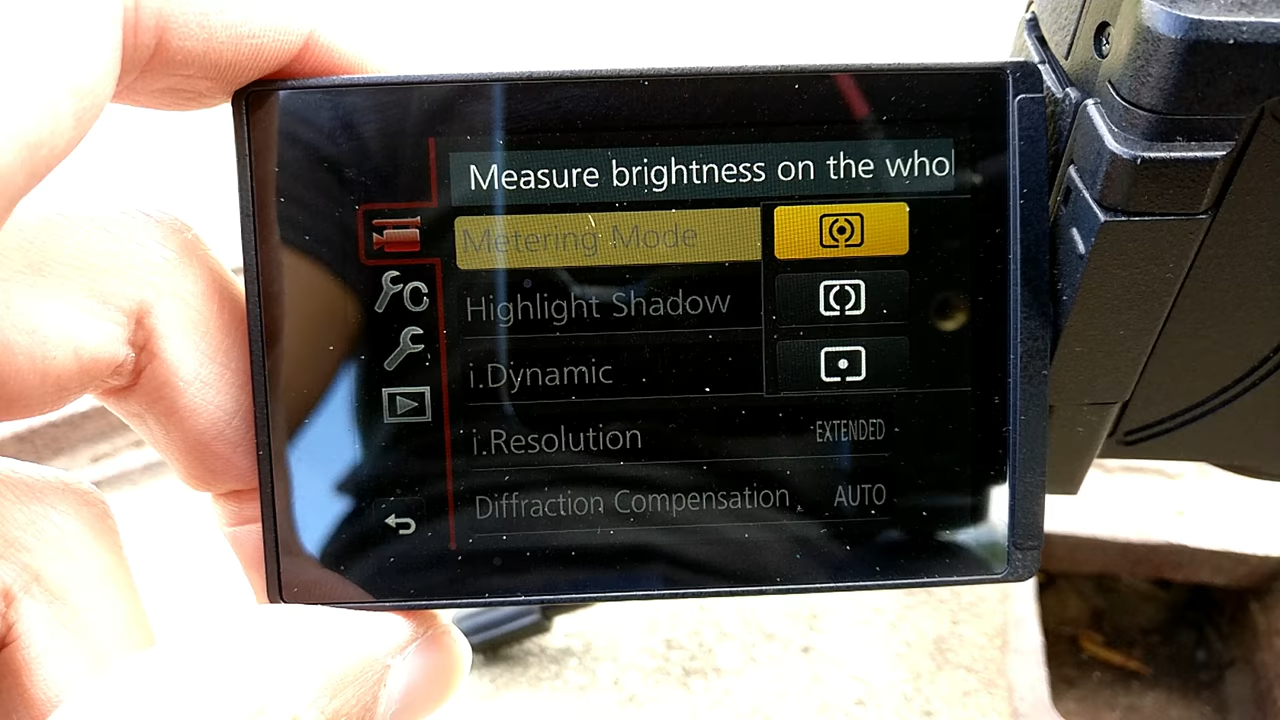 Measure brightness on the whol
Metering Mode
Highlight Shadow
i.Dynamic
i.Resolution EXTENDED
Diffraction Compensation AUTO